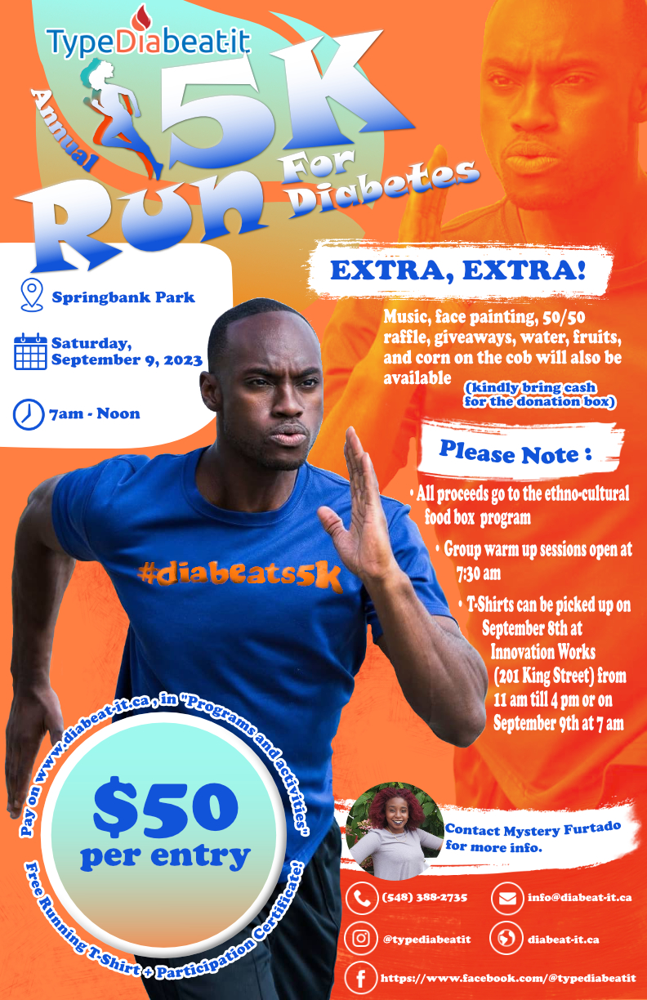 TypeDiabeatit
Annual
5K
Run
For
Diabetes
Springbank Park
Saturday,
September 9, 2023
7am - Noon
EXTRA, EXTRA!
Music, face painting, 50/50
raffle, giveaways, water, fruits,
and corn on the cob will also be
available
(kindly bring cash
for the donation box)
Please Note :
• All proceeds go to the ethno-cultural
food box program
• Group warm up sessions open at
7:30 am
• T-Shirts can be picked up on
September 8th at
Innovation Works
(201 King Street) from
11 am till 4 pm or on
September 9th at 7 am
#diabeats5k
Pay on www.diabeat-it.ca , in "Programs and activities"
$50
per entry
Free Running T-Shirt + Participation Certificate!
Contact Mystery Furtado
for more info.
(548) 388-2735
info@diabeat-it.ca
@typediabeatit
diabeat-it.ca
https://www.facebook.com/@typediabeatit